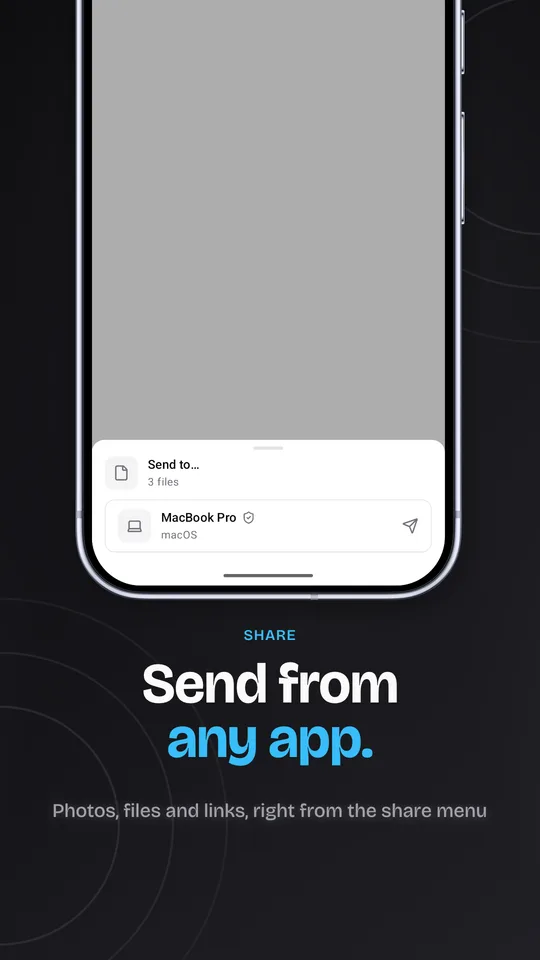 Send to...
3 files
MacBook Pro
macOS
SHARE
Send from
any app.
Photos, files and links, right from the share menu